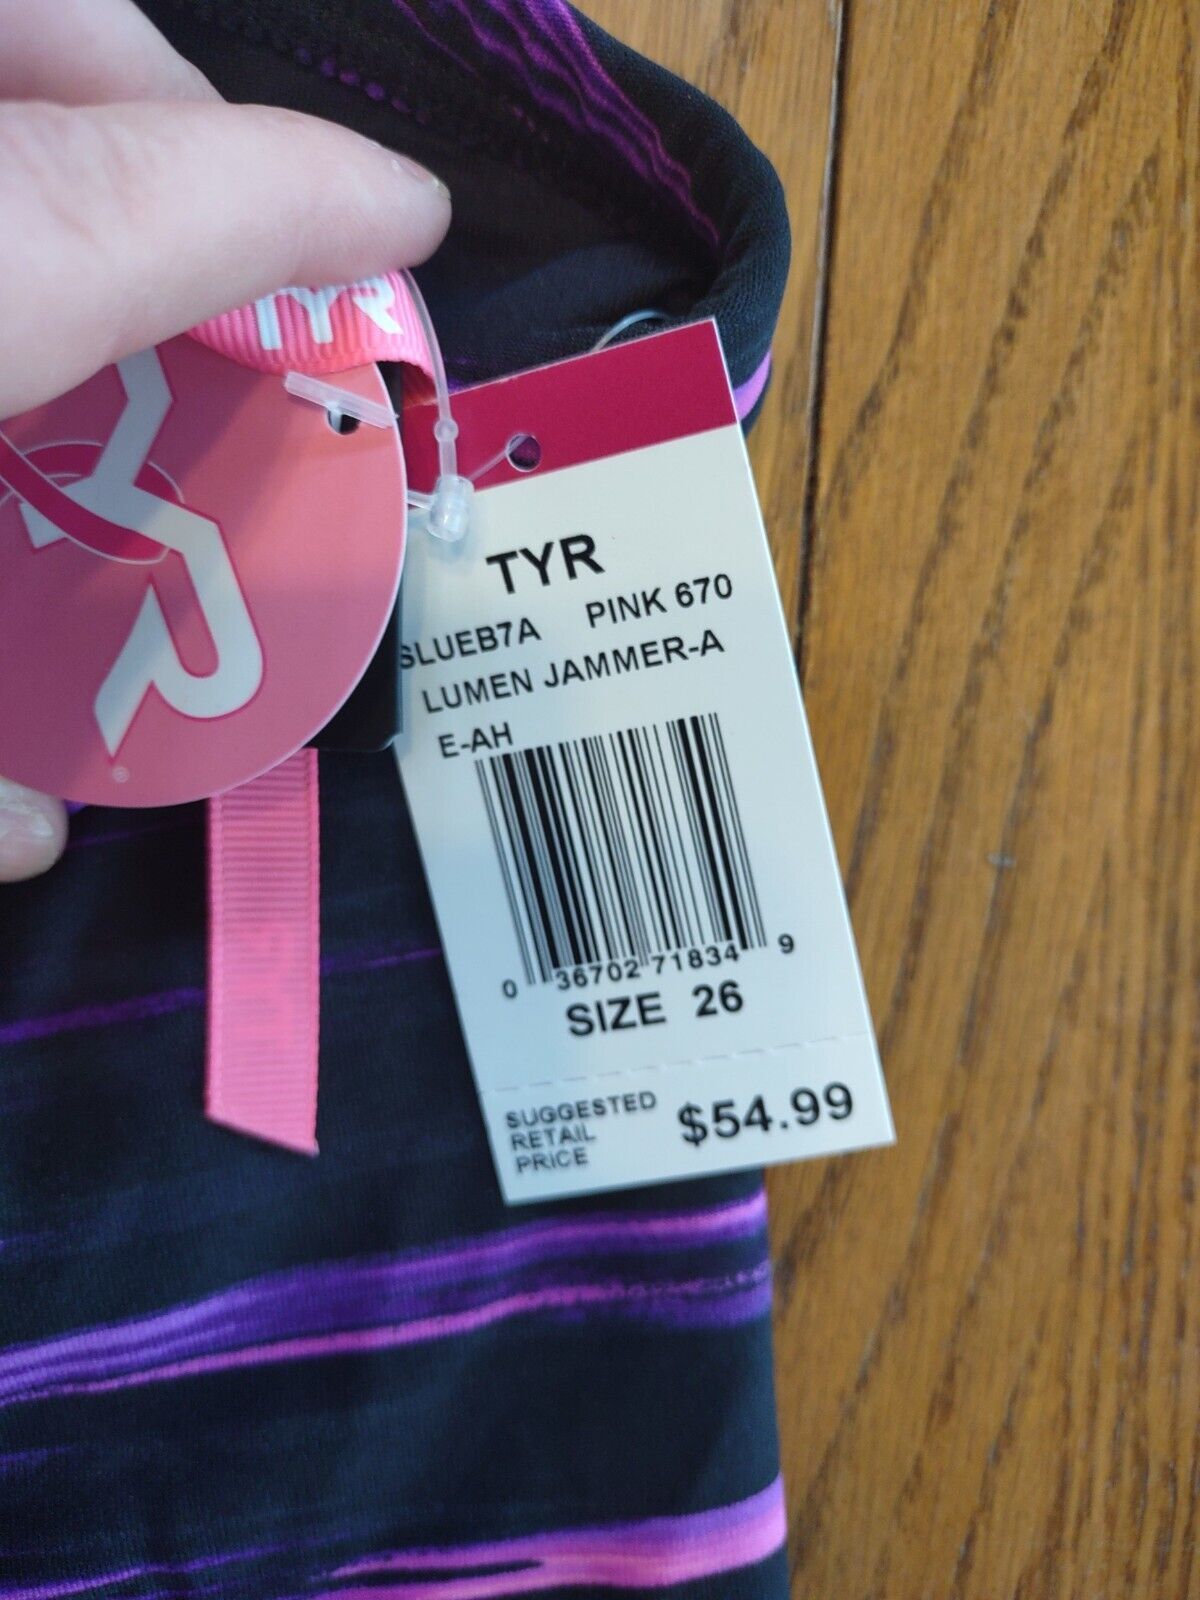 TYR
TYR
®
TYR
SLUEB7A PINK 670
LUMEN JAMMER-A
E-AH
0 36702 71834 9
SIZE 26
SUGGESTED
RETAIL
PRICE
$54.99